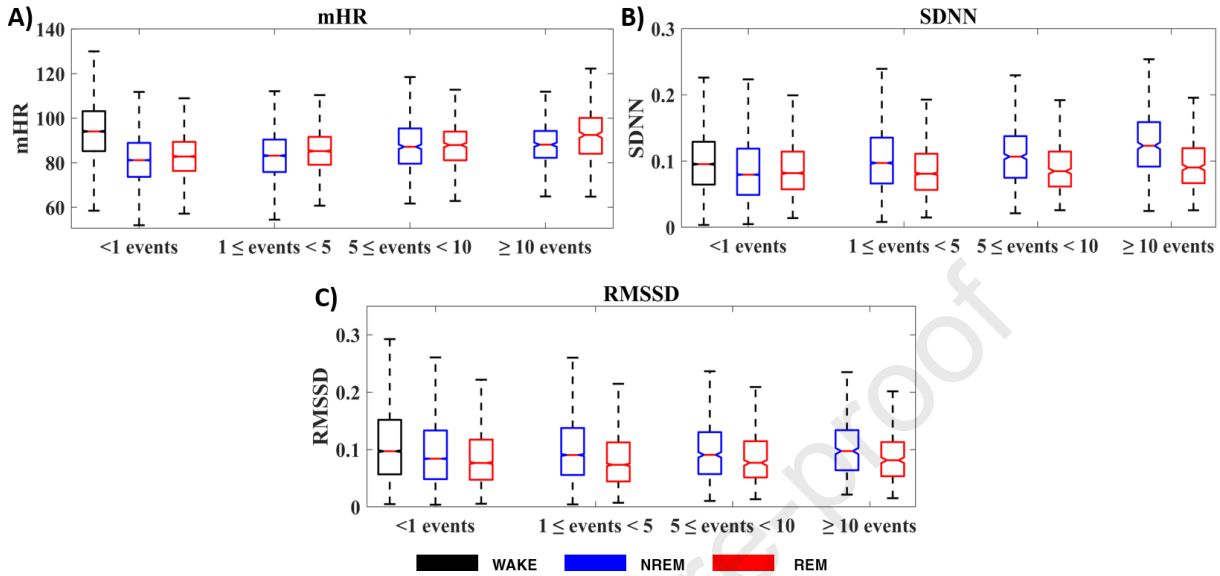 A)
mHR
mHR
140
120
100
80
60
<1 events
1 ≤ events < 5
5 ≤ events < 10
≥ 10 events
B)
SDNN
SDNN
0.3
0.2
0.1
0
<1 events
1 ≤ events < 5
5 ≤ events < 10
≥ 10 events
C)
RMSSD
RMSSD
0.3
0.2
0.1
0
<1 events
1 ≤ events < 5
5 ≤ events < 10
≥ 10 events
WAKE
NREM
REM
re-proof